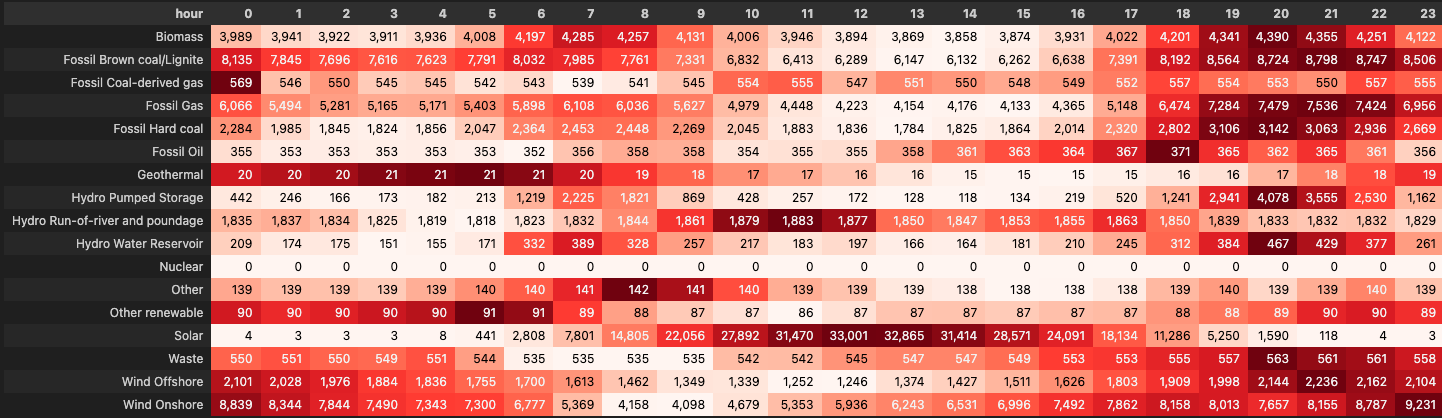 hour 0 1 2 3 4 5 6 7 8 9 10 11 12 13 14 15 16 17 18 19 20 21 22 23
Biomass 3,989 3,941 3,922 3,911 3,936 4,008 4,197 4,285 4,257 4,131 4,006 3,946 3,894 3,869 3,858 3,874 3,931 4,022 4,201 4,341 4,390 4,355 4,251 4,122
Fossil Brown coal/Lignite 8,135 7,845 7,696 7,616 7,623 7,791 8,032 7,985 7,761 7,331 6,832 6,413 6,289 6,147 6,132 6,262 6,638 7,391 8,192 8,564 8,724 8,798 8,747 8,506
Fossil Coal-derived gas 569 546 550 545 545 542 543 539 541 545 554 555 547 551 550 548 549 552 557 554 553 550 557 555
Fossil Gas 6,066 5,494 5,281 5,165 5,171 5,403 5,898 6,108 6,036 5,627 4,979 4,448 4,223 4,154 4,176 4,133 4,365 5,148 6,474 7,284 7,479 7,536 7,424 6,956
Fossil Hard coal 2,284 1,985 1,845 1,824 1,856 2,047 2,364 2,453 2,448 2,269 2,045 1,883 1,836 1,784 1,825 1,864 2,014 2,320 2,802 3,106 3,142 3,063 2,936 2,669
Fossil Oil 355 353 353 353 353 353 352 356 358 358 354 355 355 358 361 363 364 367 371 365 362 365 361 356
Geothermal 20 20 20 21 21 21 21 20 19 18 17 17 16 16 15 15 15 15 16 16 17 18 18 19
Hydro Pumped Storage 442 246 166 173 182 213 1,219 2,225 1,821 869 428 257 172 128 118 134 219 520 1,241 2,941 4,078 3,555 2,530 1,162
Hydro Run-of-river and poundage 1,835 1,837 1,834 1,825 1,819 1,818 1,823 1,832 1,844 1,861 1,879 1,883 1,877 1,850 1,847 1,853 1,855 1,863 1,850 1,839 1,833 1,832 1,832 1,829
Hydro Water Reservoir 209 174 175 151 155 171 332 389 328 257 217 183 197 166 164 181 210 245 312 384 467 429 377 261
Nuclear 0 0 0 0 0 0 0 0 0 0 0 0 0 0 0 0 0 0 0 0 0 0 0 0
Other 139 139 139 139 140 140 140 141 142 141 140 139 139 139 138 138 138 138 139 140 139 139 140 139
Other renewable 90 90 90 90 90 91 91 89 88 87 87 86 87 87 87 87 87 87 88 88 89 90 90 89
Solar 4 3 3 3 8 441 2,808 7,801 14,805 22,056 27,892 31,470 33,001 32,865 31,414 28,571 24,091 18,134 11,286 5,250 1,590 118 4 3
Waste 550 551 550 549 551 544 535 535 535 535 542 542 545 547 547 549 553 553 555 557 563 561 561 558
Wind Offshore 2,101 2,028 1,976 1,884 1,836 1,755 1,700 1,613 1,462 1,349 1,339 1,252 1,246 1,374 1,427 1,511 1,626 1,803 1,909 1,998 2,144 2,236 2,162 2,104
Wind Onshore 8,839 8,344 7,844 7,490 7,343 7,300 6,777 5,369 4,158 4,098 4,679 5,353 5,936 6,243 6,531 6,996 7,492 7,862 8,158 8,013 7,657 8,155 8,787 9,231